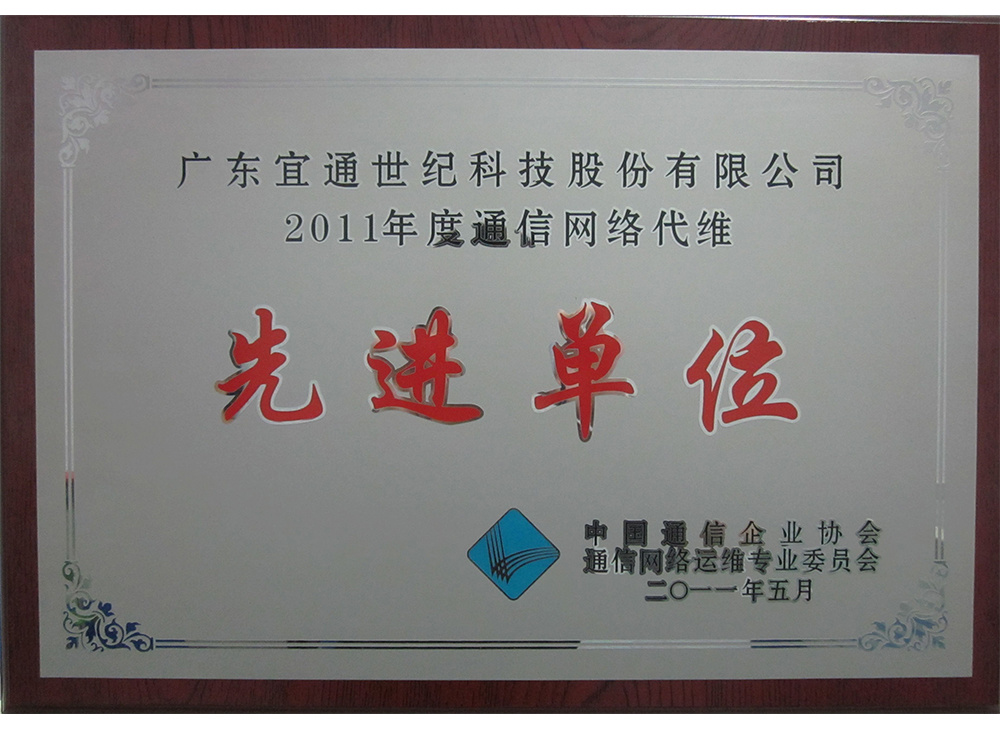 广东宜通世纪科技股份有限公司
2011年度通信网络代维
先进单位
中国通信企业协会
通信网络运维专业委员会
二〇一一年五月